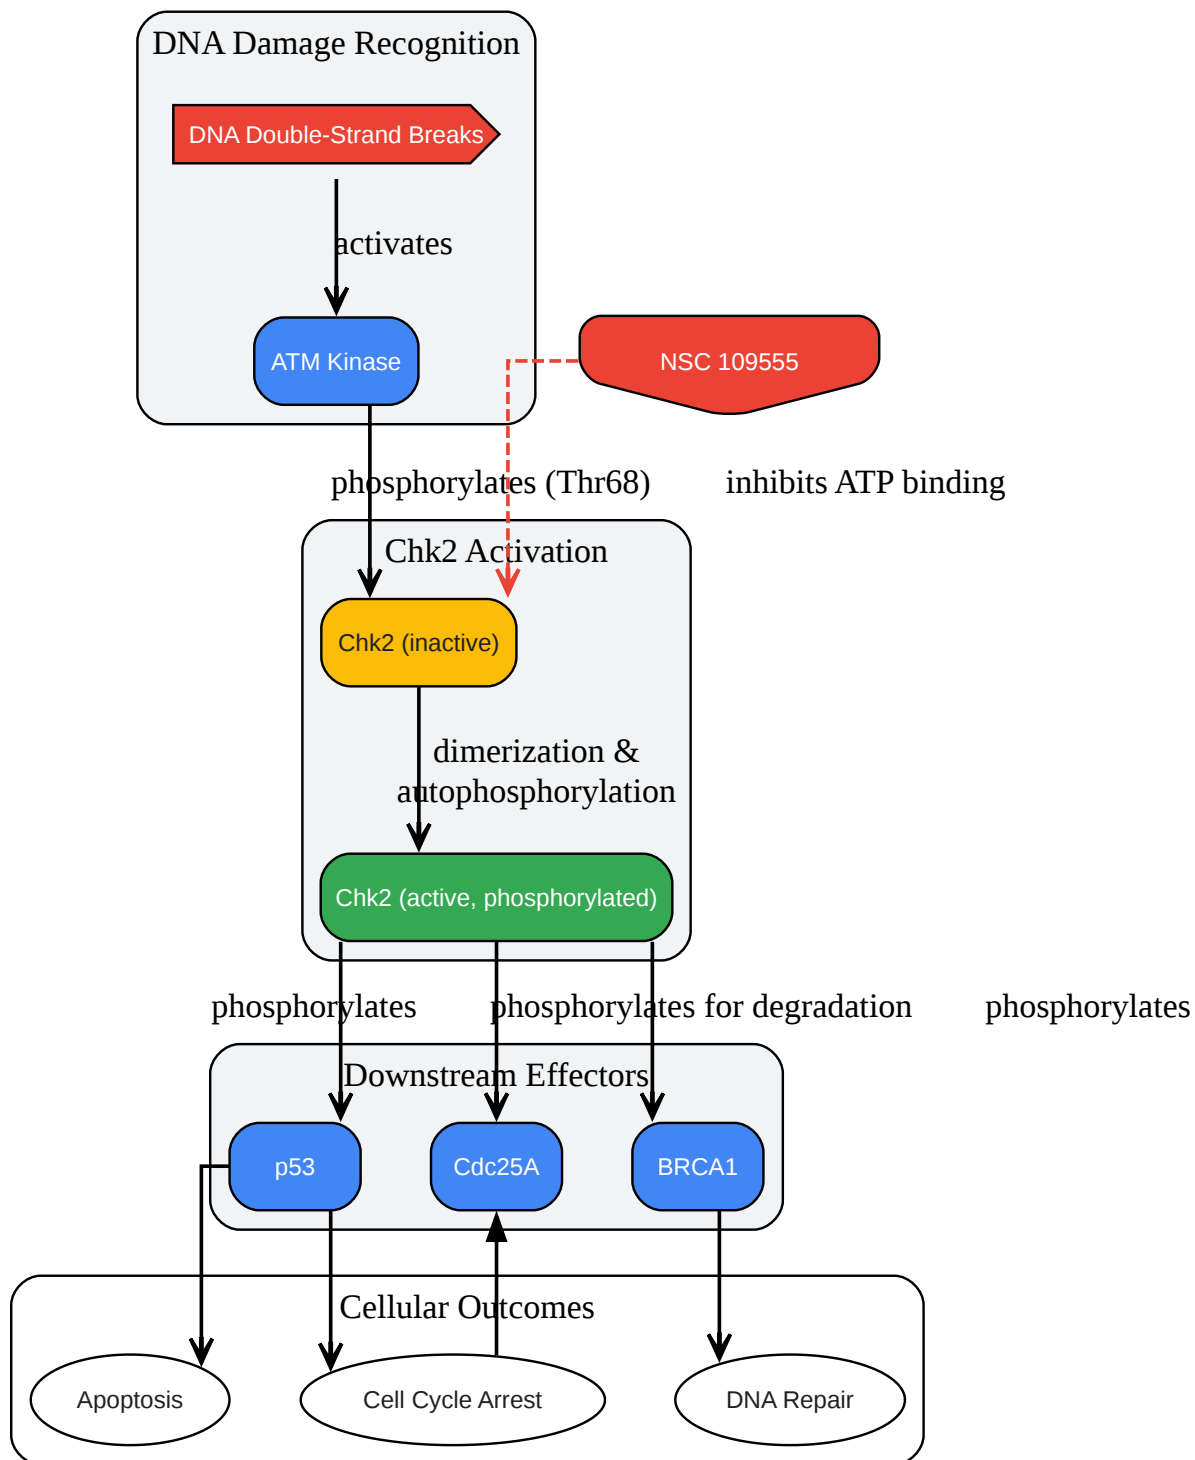 DNA Damage Recognition
DNA Double-Strand Breaks
activates
ATM Kinase
NSC 109555
phosphorylates (Thr68)
inhibits ATP binding
Chk2 Activation
Chk2 (inactive)
dimerization &
autophosphorylation
Chk2 (active, phosphorylated)
phosphorylates
phosphorylates for degradation
phosphorylates
Downstream Effectors
p53
Cdc25A
BRCA1
Cellular Outcomes
Apoptosis
Cell Cycle Arrest
DNA Repair